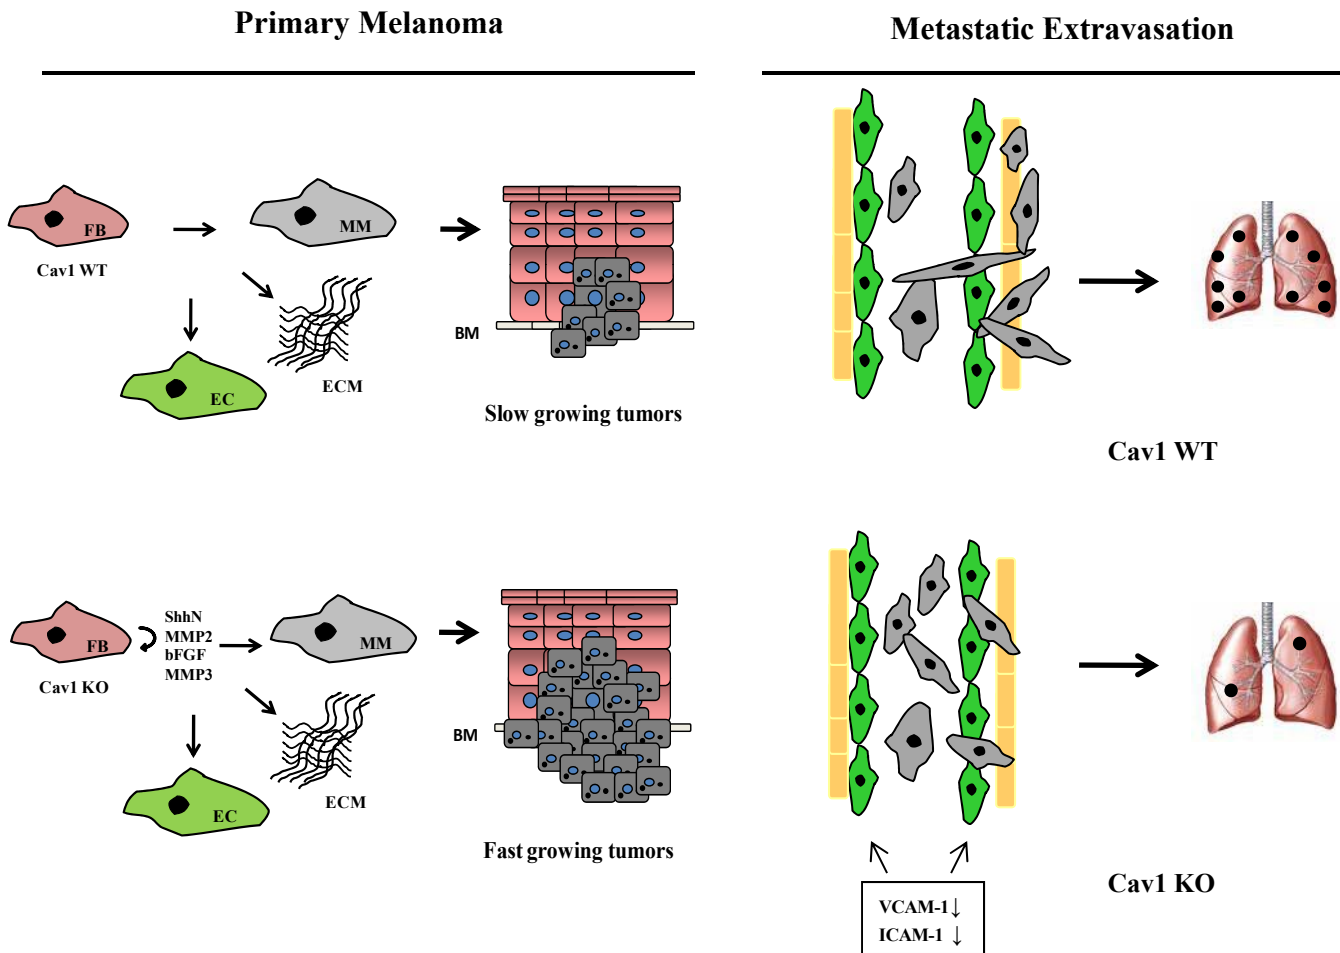 Primary Melanoma
Metastatic Extravasation
FB
MM
Cav1 WT
EC
ECM
BM
Slow growing tumors
Cav1 WT
FB
ShhN
MMP2
bFGF
MMP3
MM
Cav1 KO
EC
ECM
BM
Fast growing tumors
Cav1 KO
VCAM-1↓
ICAM-1 ↓